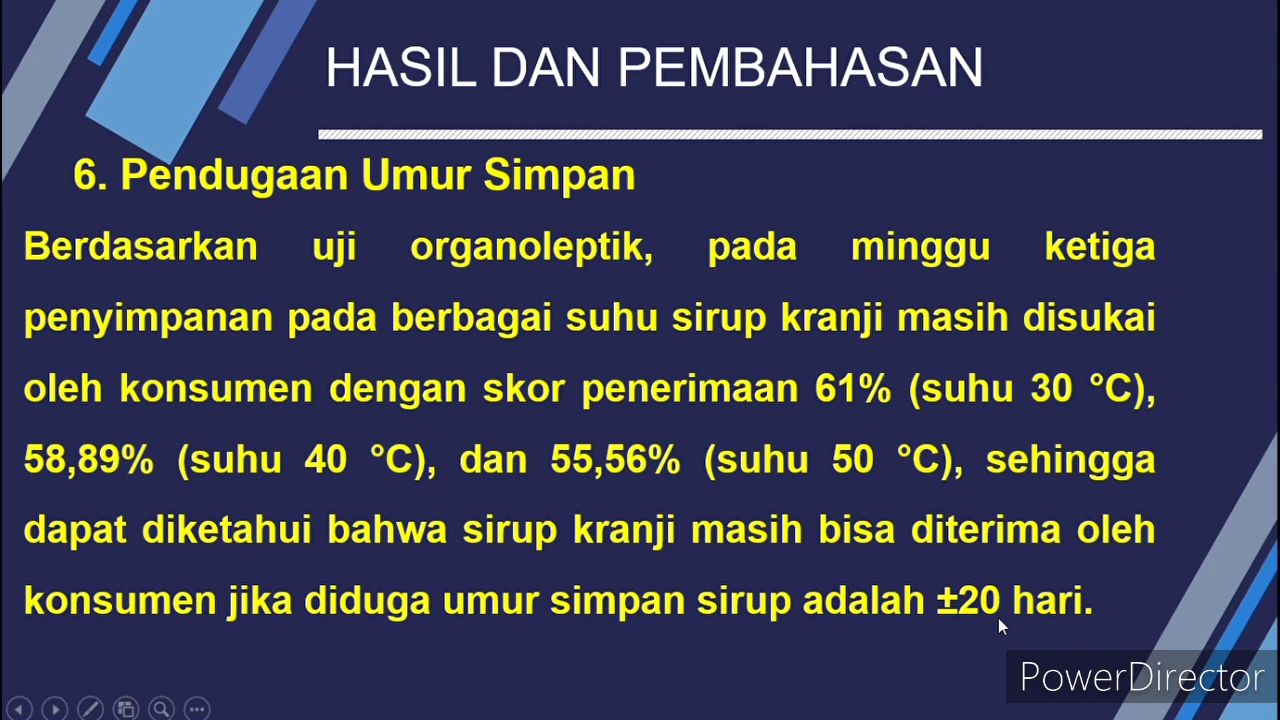 HASIL DAN PEMBAHASAN
6. Pendugaan Umur Simpan
Berdasarkan uji organoleptik, pada minggu ketiga
penyimpanan pada berbagai suhu sirup kranji masih disukai
oleh konsumen dengan skor penerimaan 61% (suhu 30 °C),
58,89% (suhu 40 °C), dan 55,56% (suhu 50 °C), sehingga
dapat diketahui bahwa sirup kranji masih bisa diterima oleh
konsumen jika diduga umur simpan sirup adalah ±20 hari.
PowerDirector